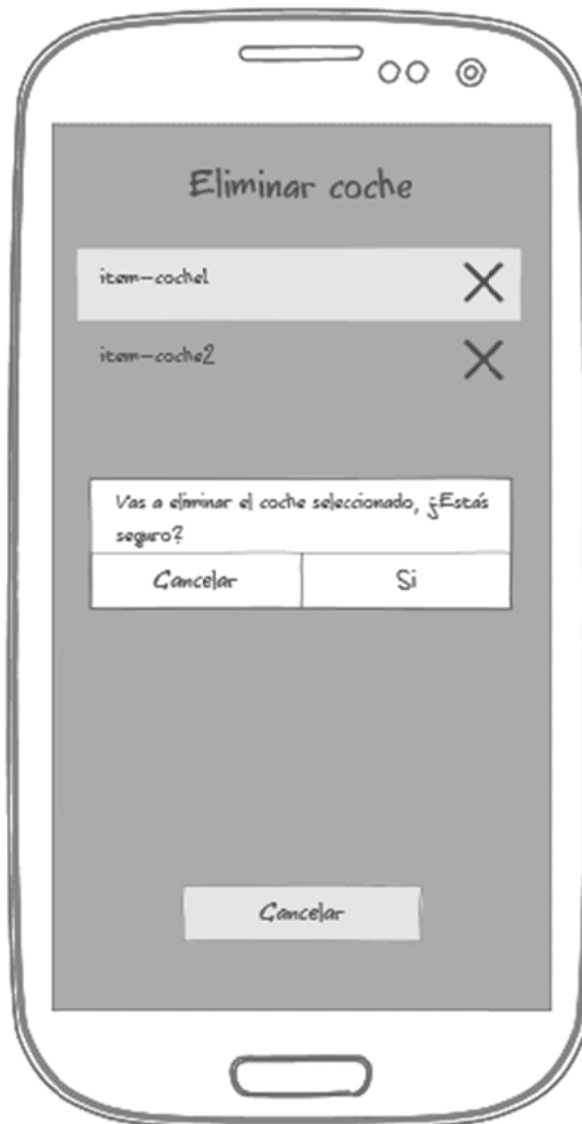 Eliminar coche
item-coche1
item-coche2
Vas a eliminar el coche seleccionado, ¿Estás
seguro?
Cancelar
Si
Cancelar